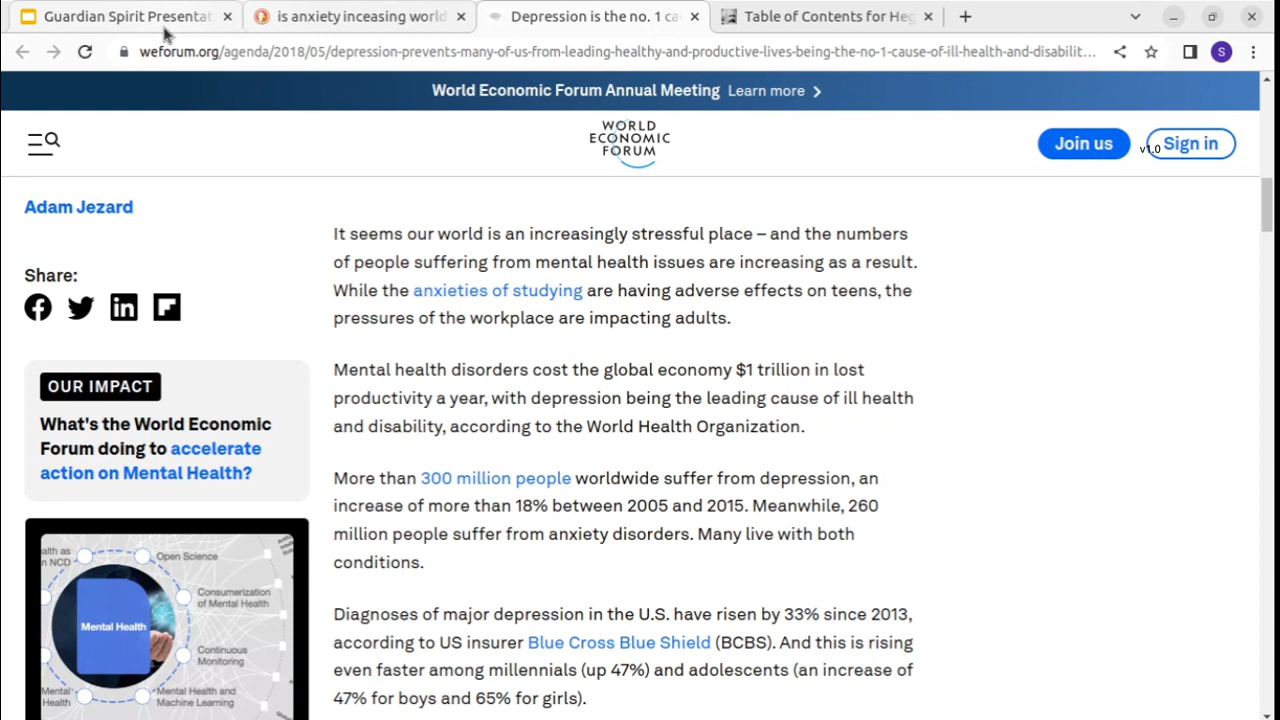 Guardian Spirit Presentat
is anxiety inceasing world
Depression is the no. 1 ca
Table of Contents for Heg
weforum.org/agenda/2018/05/depression-prevents-many-of-us-from-leading-healthy-and-productive-lives-being-the-no-1-cause-of-ill-health-and-disabilit...
S
World Economic Forum Annual Meeting Learn more
WORLD
ECONOMIC
FORUM
Join us
v1.0
Sign in
Adam Jezard
Share:
OUR IMPACT
What's the World Economic
Forum doing to accelerate
action on Mental Health?
alth as
n NCD
Open Science
Consumerization
of Mental Health
Mental Health
Continuous
Monitoring
Mental
Health
Mental Health and
Machine Learning
It seems our world is an increasingly stressful place – and the numbers
of people suffering from mental health issues are increasing as a result.
While the anxieties of studying are having adverse effects on teens, the
pressures of the workplace are impacting adults.
Mental health disorders cost the global economy $1 trillion in lost
productivity a year, with depression being the leading cause of ill health
and disability, according to the World Health Organization.
More than 300 million people worldwide suffer from depression, an
increase of more than 18% between 2005 and 2015. Meanwhile, 260
million people suffer from anxiety disorders. Many live with both
conditions.
Diagnoses of major depression in the U.S. have risen by 33% since 2013,
according to US insurer Blue Cross Blue Shield (BCBS). And this is rising
even faster among millennials (up 47%) and adolescents (an increase of
47% for boys and 65% for girls).